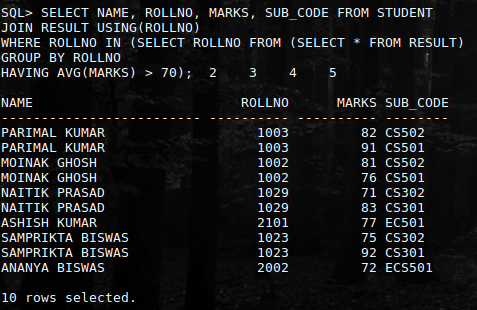 SQL> SELECT NAME, ROLLNO, MARKS, SUB_CODE FROM STUDENT
JOIN RESULT USING(ROLLNO)
WHERE ROLLNO IN (SELECT ROLLNO FROM (SELECT * FROM RESULT)
GROUP BY ROLLNO
HAVING AVG(MARKS) > 70);  2    3    4    5
NAME                          ROLLNO      MARKS SUB_CODE
------------------------- ---------- ---------- --------
PARIMAL KUMAR                   1003         82 CS502
PARIMAL KUMAR                   1003         91 CS501
MOINAK GHOSH                    1002         81 CS502
MOINAK GHOSH                    1002         76 CS501
NAITIK PRASAD                   1029         71 CS302
NAITIK PRASAD                   1029         83 CS301
ASHISH KUMAR                    2101         77 EC501
SAMPRIKTA BISWAS                1023         75 CS302
SAMPRIKTA BISWAS                1023         92 CS301
ANANYA BISWAS                   2002         72 ECS501
10 rows selected.